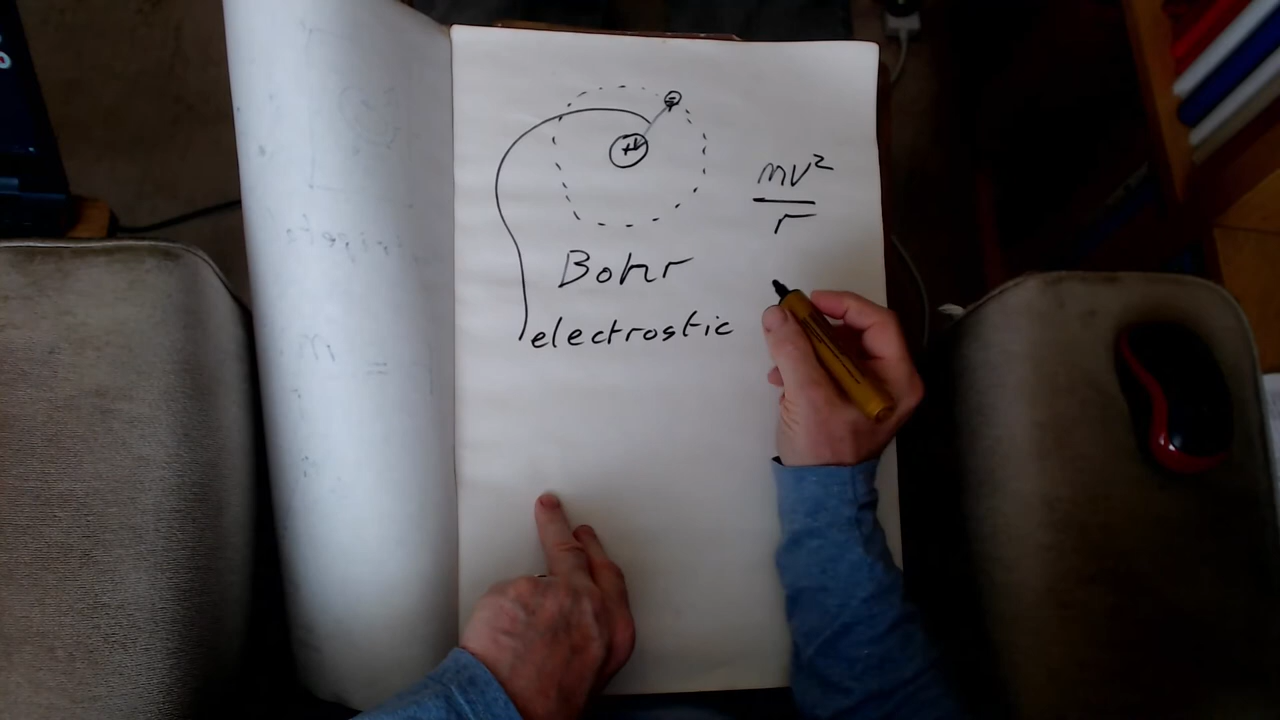 -
+
mv²
r
Bohr
electrostic
m =